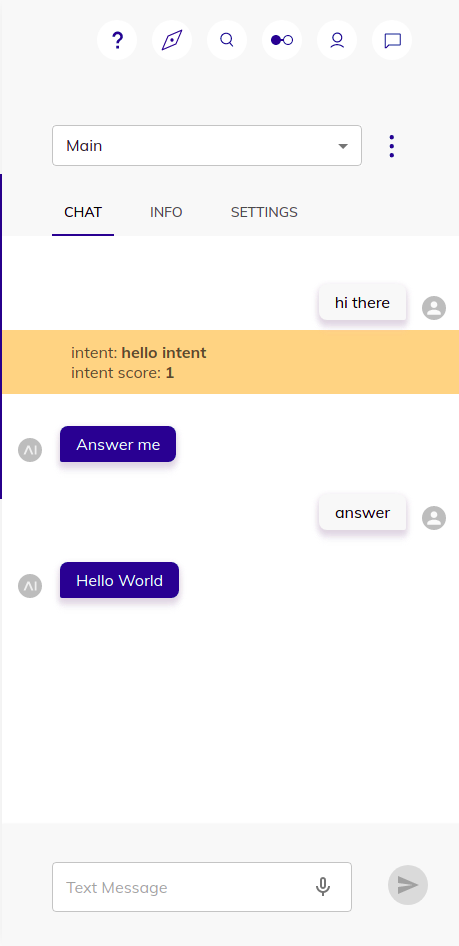 ?
Main
CHAT INFO SETTINGS
hi there
intent: hello intent
intent score: 1
AI Answer me
answer
AI Hello World
Text Message